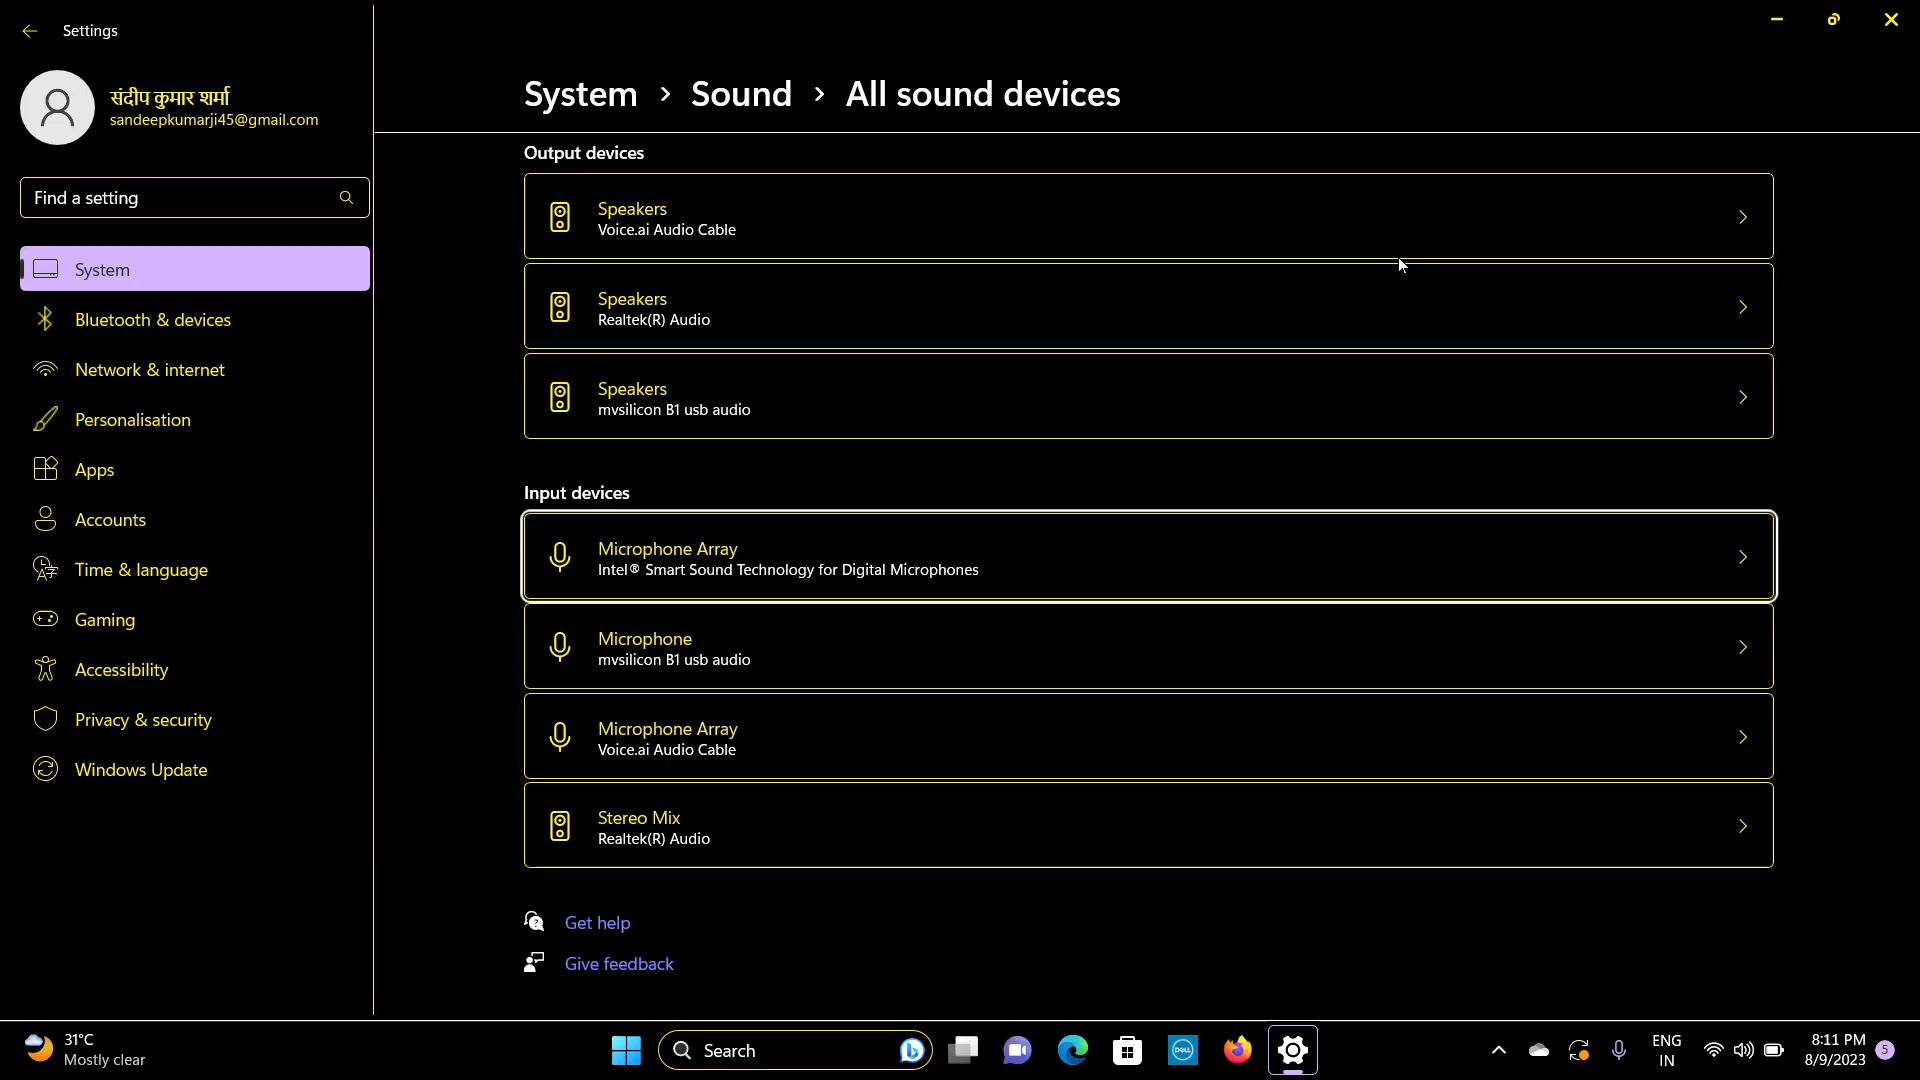 Settings
संदीप कुमार शर्मा
sandeepkumarji45@gmail.com
Find a setting
System
Bluetooth & devices
Network & internet
Personalisation
Apps
Accounts
Time & language
Gaming
Accessibility
Privacy & security
Windows Update
System > Sound > All sound devices
Output devices
Speakers
Voice.ai Audio Cable
Speakers
Realtek(R) Audio
Speakers
mvsilicon B1 usb audio
Input devices
Microphone Array
Intel® Smart Sound Technology for Digital Microphones
Microphone
mvsilicon B1 usb audio
Microphone Array
Voice.ai Audio Cable
Stereo Mix
Realtek(R) Audio
Get help
Give feedback
31°C
Mostly clear
Search
DELL
ENG
IN
8:11 PM
8/9/2023
5